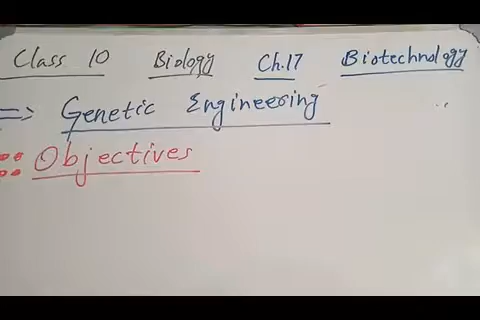 Class 10 Biology Ch.17 Biotechnology
=> Genetic Engineering
:: Objectives